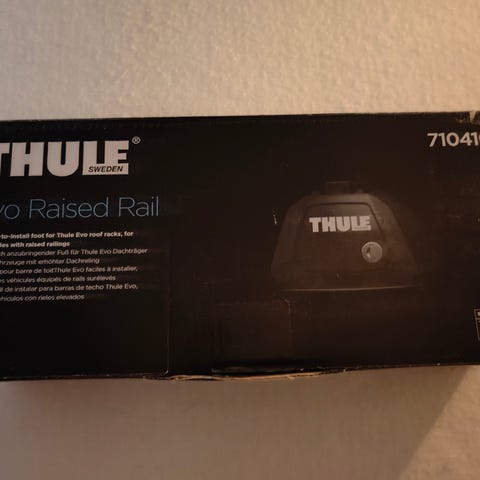 THULE®
SWEDEN
710410
vo Raised Rail
-to-install foot for Thule Evo roof racks, for
les with raised railings
h anzubringender Fuß für Thule Evo Dachträger
hrzeuge mit erhöhter Dachreling
pour barre de toitThule Evo faciles à installer,
es véhicules équipés de rails surélevés
il de instalar para barras de techo Thule Evo,
ehículos con rieles elevados
THULE